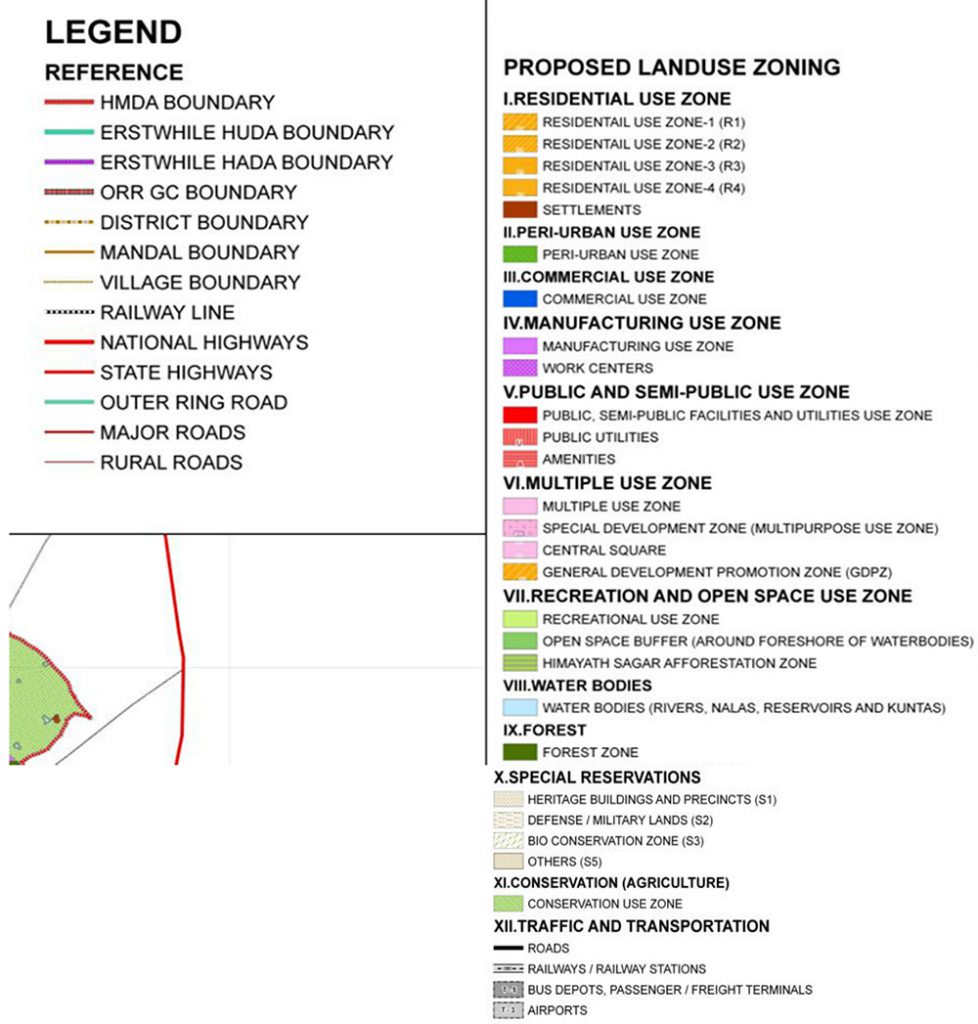 LEGEND
REFERENCE
HMDA BOUNDARY
ERSTWHILE HUDA BOUNDARY
ERSTWHILE HADA BOUNDARY
ORR GC BOUNDARY
DISTRICT BOUNDARY
MANDAL BOUNDARY
VILLAGE BOUNDARY
RAILWAY LINE
NATIONAL HIGHWAYS
STATE HIGHWAYS
OUTER RING ROAD
MAJOR ROADS
RURAL ROADS
PROPOSED LANDUSE ZONING
I.RESIDENTIAL USE ZONE
RESIDENTAIL USE ZONE-1 (R1)
RESIDENTAIL USE ZONE-2 (R2)
RESIDENTAIL USE ZONE-3 (R3)
RESIDENTAIL USE ZONE-4 (R4)
SETTLEMENTS
II.PERI-URBAN USE ZONE
PERI-URBAN USE ZONE
III.COMMERCIAL USE ZONE
COMMERCIAL USE ZONE
IV.MANUFACTURING USE ZONE
MANUFACTURING USE ZONE
WORK CENTERS
V.PUBLIC AND SEMI-PUBLIC USE ZONE
PUBLIC, SEMI-PUBLIC FACILITIES AND UTILITIES USE ZONE
PUBLIC UTILITIES
AMENITIES
VI.MULTIPLE USE ZONE
MULTIPLE USE ZONE
SPECIAL DEVELOPMENT ZONE (MULTIPURPOSE USE ZONE)
CENTRAL SQUARE
GENERAL DEVELOPMENT PROMOTION ZONE (GDPZ)
VII.RECREATION AND OPEN SPACE USE ZONE
RECREATIONAL USE ZONE
OPEN SPACE BUFFER (AROUND FORESHORE OF WATERBODIES)
HIMAYATH SAGAR AFFORESTATION ZONE
VIII.WATER BODIES
WATER BODIES (RIVERS, NALAS, RESERVOIRS AND KUNTAS)
IX.FOREST
FOREST ZONE
X.SPECIAL RESERVATIONS
HERITAGE BUILDINGS AND PRECINCTS (S1)
DEFENSE / MILITARY LANDS (S2)
BIO CONSERVATION ZONE (S3)
OTHERS (S5)
XI.CONSERVATION (AGRICULTURE)
CONSERVATION USE ZONE
XII.TRAFFIC AND TRANSPORTATION
ROADS
RAILWAYS / RAILWAY STATIONS
BUS DEPOTS, PASSENGER / FREIGHT TERMINALS
T-3 AIRPORTS